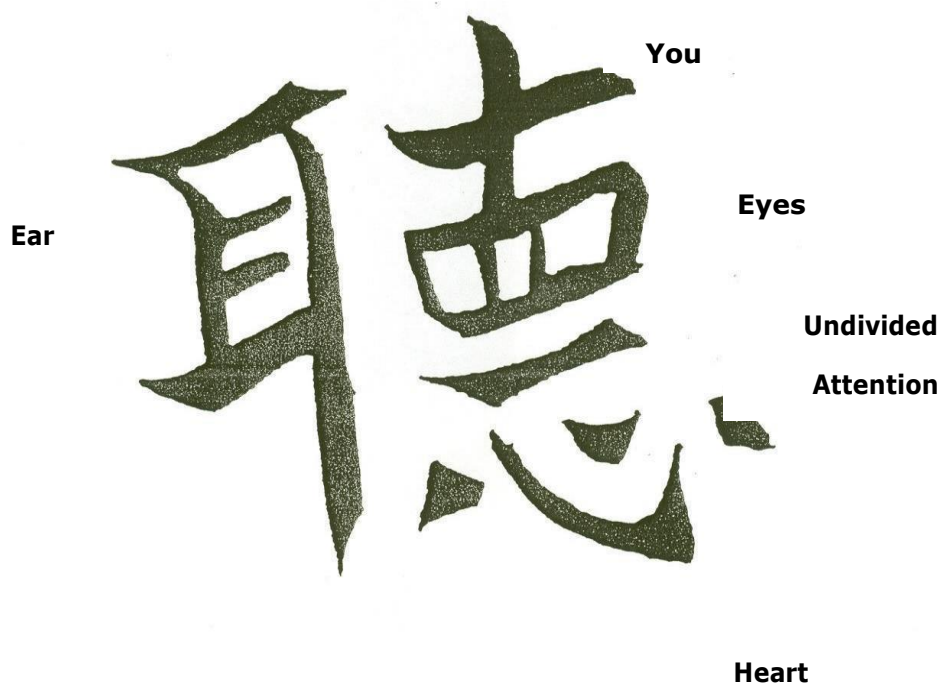 聽
You
Ear
Eyes
Undivided
Attention
Heart